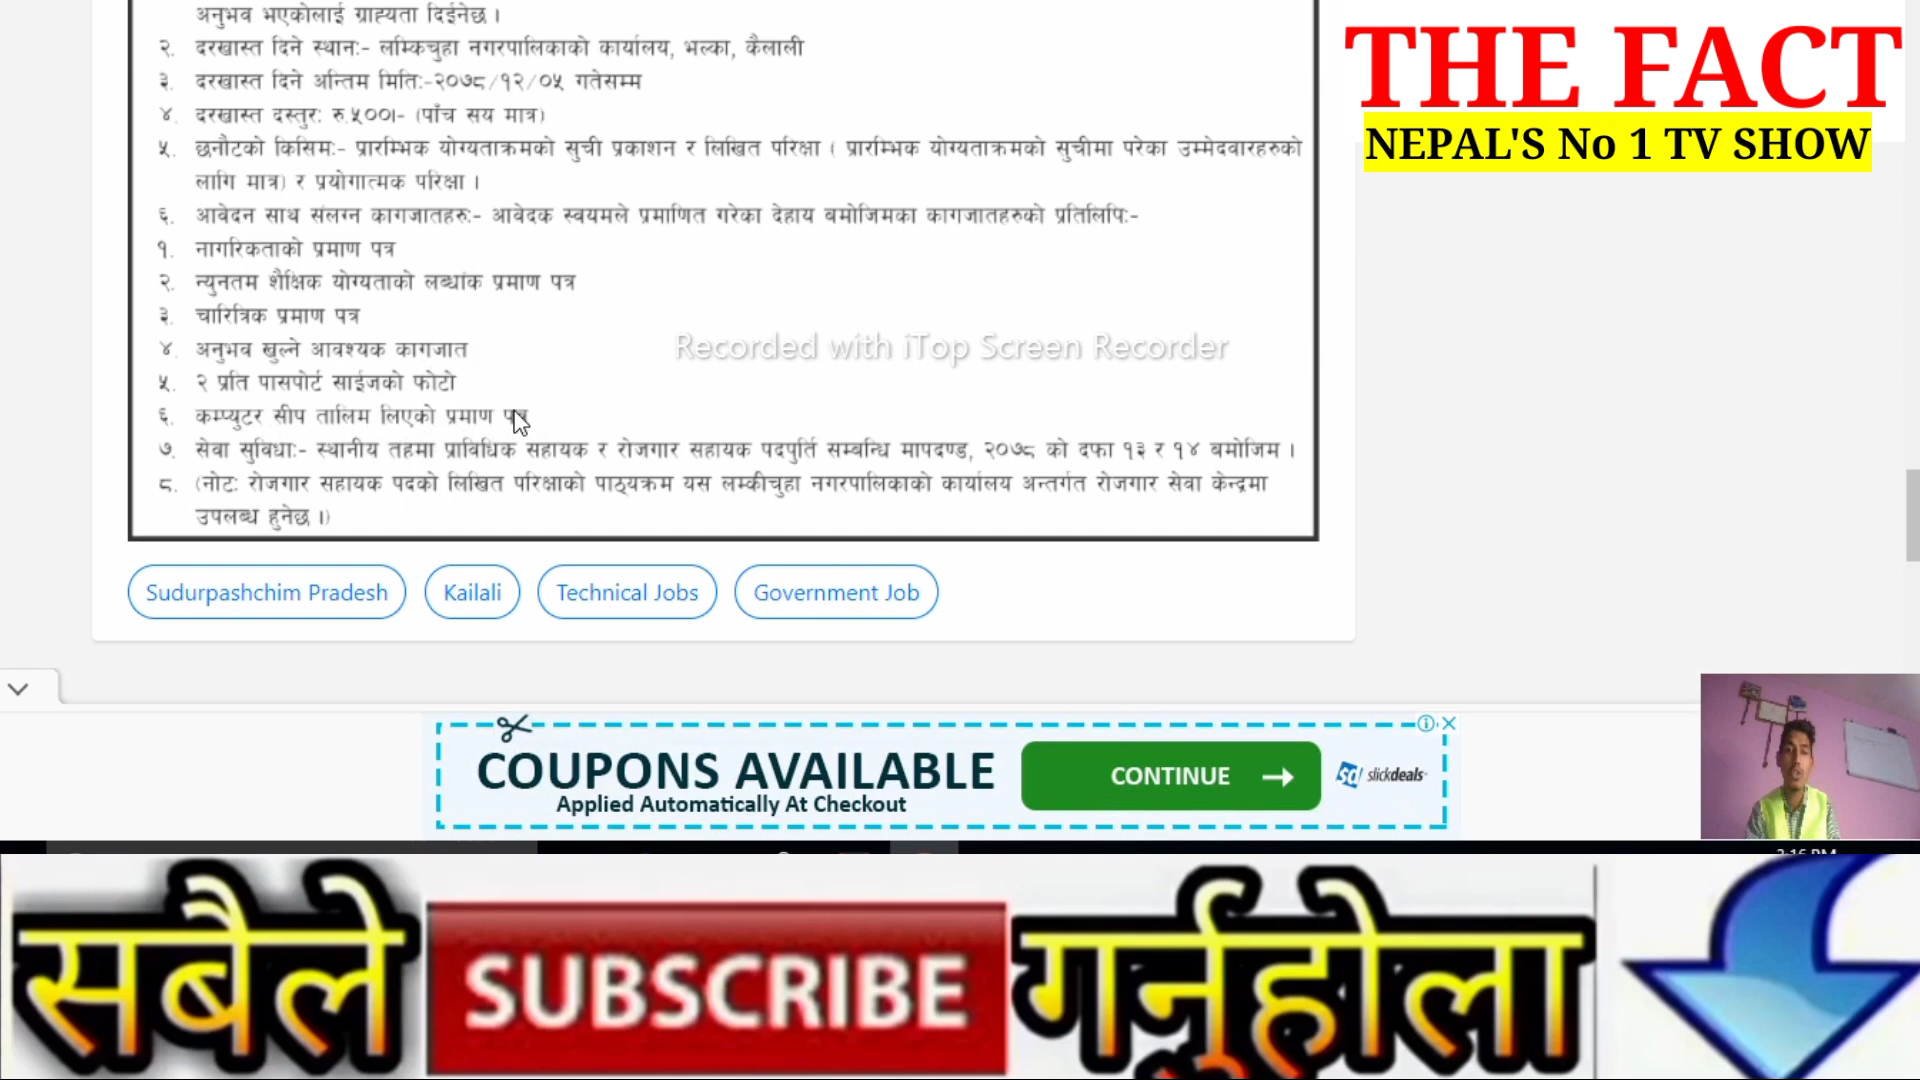 अनुभव भएकोलाई ग्राह्यता दिईनेछ ।
२. दरखास्त दिने स्थानः- लम्किचुहा नगरपालिकाको कार्यालय, भल्का, कैलाली
३. दरखास्त दिने अन्तिम मितिः-२०७८/१२/०५ गतेसम्म
४. दरखास्त दस्तुरः रु.५००।- (पाँच सय मात्र)
५. छनौटको किसिमः- प्रारम्भिक योग्यताक्रमको सुची प्रकाशन र लिखित परिक्षा ( प्रारम्भिक योग्यताक्रमको सुचीमा परेका उम्मेदवारहरुको
लागि मात्र) र प्रयोगात्मक परिक्षा ।
६. आवेदन साथ संलग्न कागजातहरुः- आवेदक स्वयमले प्रमाणित गरेका देहाय बमोजिमका कागजातहरुको प्रतिलिपिः-
१. नागरिकताको प्रमाण पत्र
२. न्युनतम शैक्षिक योग्यताको लब्धांक प्रमाण पत्र
३. चारित्रिक प्रमाण पत्र
४. अनुभव खुल्ने आवश्यक कागजात
५. २ प्रति पासपोर्ट साईजको फोटो
६. कम्प्युटर सीप तालिम लिएको प्रमाण पत्र
७. सेवा सुविधाः- स्थानीय तहमा प्राविधिक सहायक र रोजगार सहायक पदपुर्ति सम्बन्धि मापदण्ड, २०७८ को दफा १३ र १४ बमोजिम ।
८. (नोटः रोजगार सहायक पदको लिखित परिक्षाको पाठ्यक्रम यस लम्कीचुहा नगरपालिकाको कार्यालय अन्तर्गत रोजगार सेवा केन्द्रमा
उपलब्ध हुनेछ ।)
Recorded with iTop Screen Recorder
THE FACT
NEPAL'S No 1 TV SHOW
Sudurpashchim Pradesh
Kailali
Technical Jobs
Government Job
COUPONS AVAILABLE
Applied Automatically At Checkout
CONTINUE
sd slickdeals
सबैले SUBSCRIBE गर्नुहोला